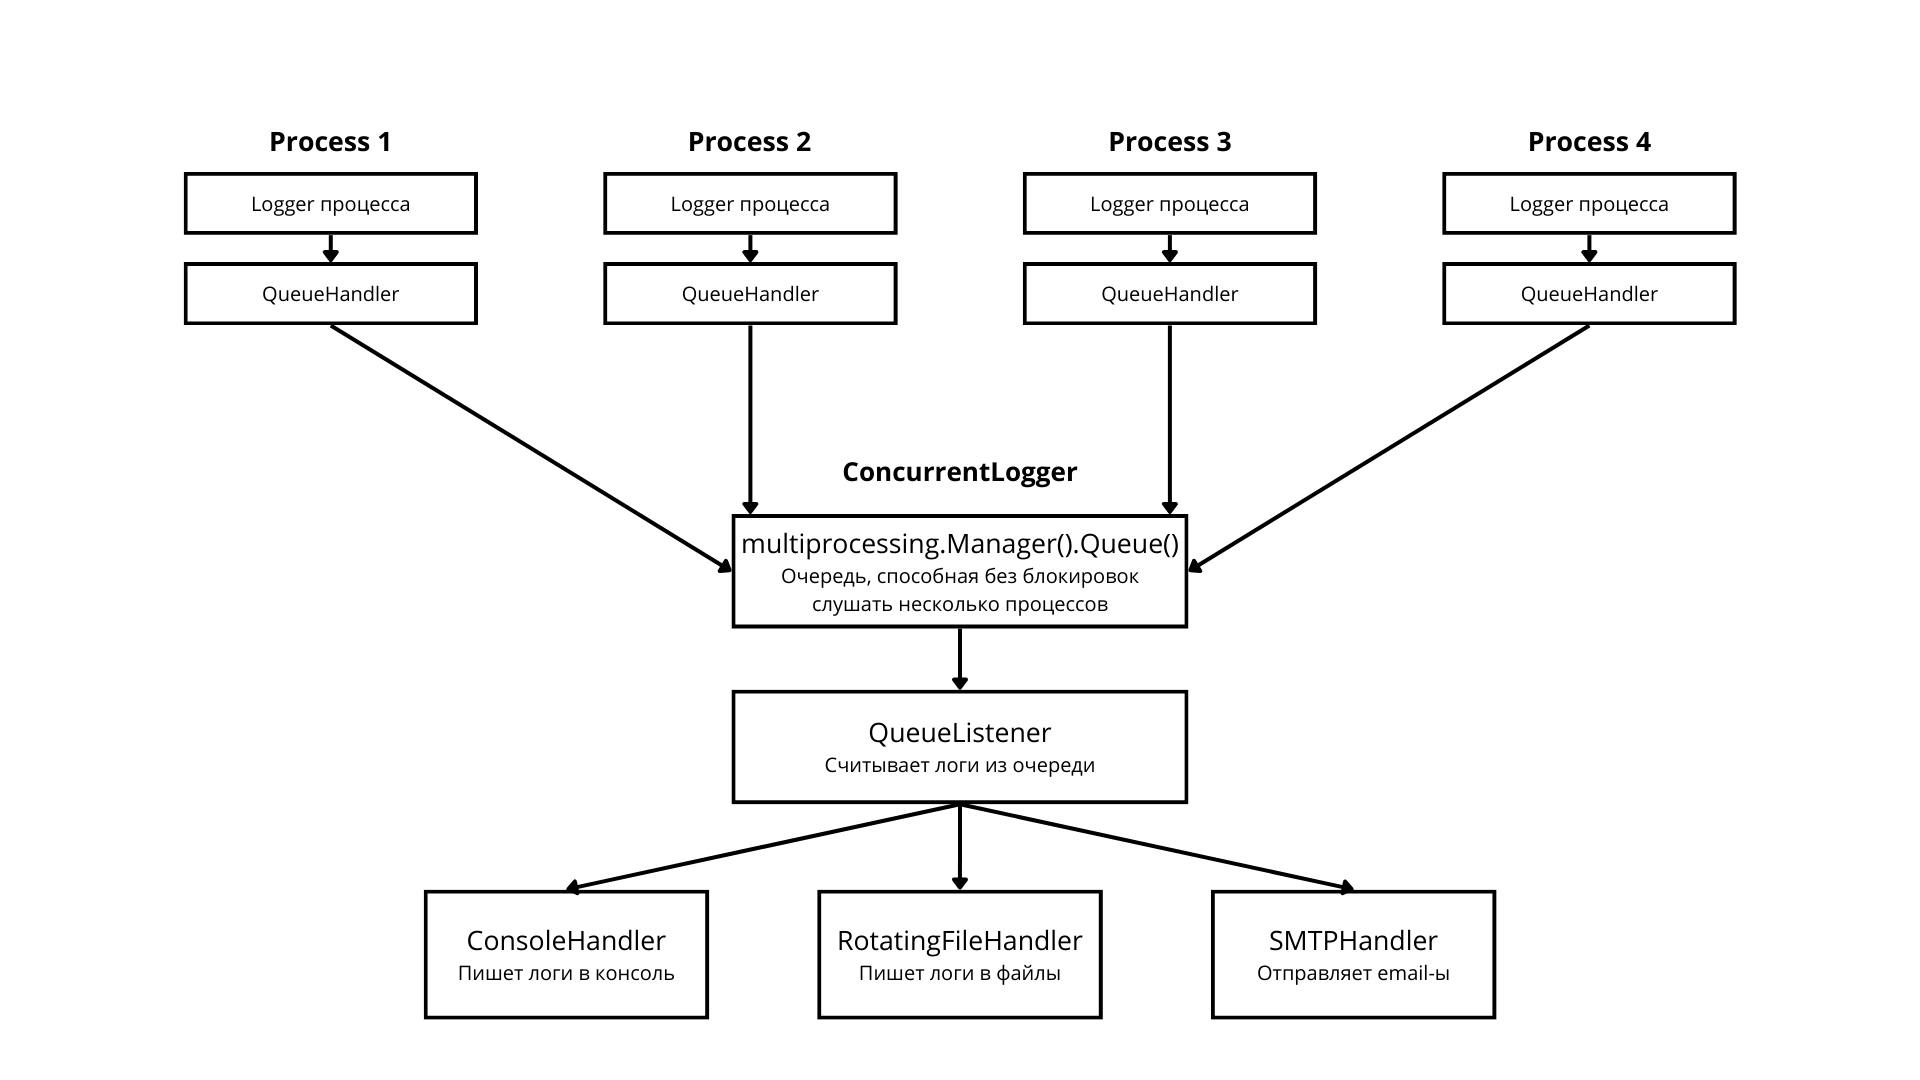 Process 1
Process 2
Process 3
Process 4
Logger процесса
Logger процесса
Logger процесса
Logger процесса
QueueHandler
QueueHandler
QueueHandler
QueueHandler
ConcurrentLogger
multiprocessing.Manager().Queue()
Очередь, способная без блокировок
слушать несколько процессов
QueueListener
Считывает логи из очереди
ConsoleHandler
Пишет логи в консоль
RotatingFileHandler
Пишет логи в файлы
SMTPHandler
Отправляет email-ы